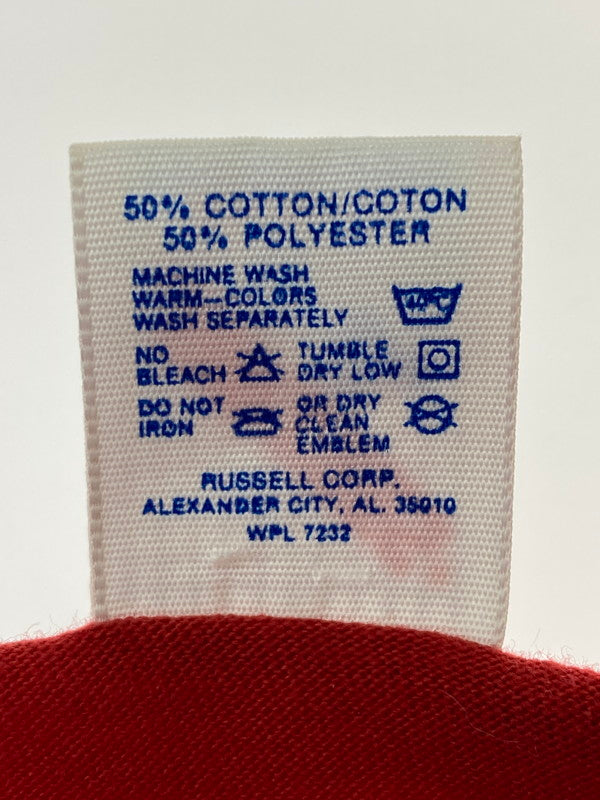 50% COTTON/COTON
50% POLYESTER
MACHINE WASH
WARM—COLORS
WASH SEPARATELY
40°C
NO
BLEACH
TUMBLE
DRY LOW
DO NOT
IRON
OR DRY
CLEAN
EMBLEM
RUSSELL CORP.
ALEXANDER CITY, AL. 35010
WPL 7232